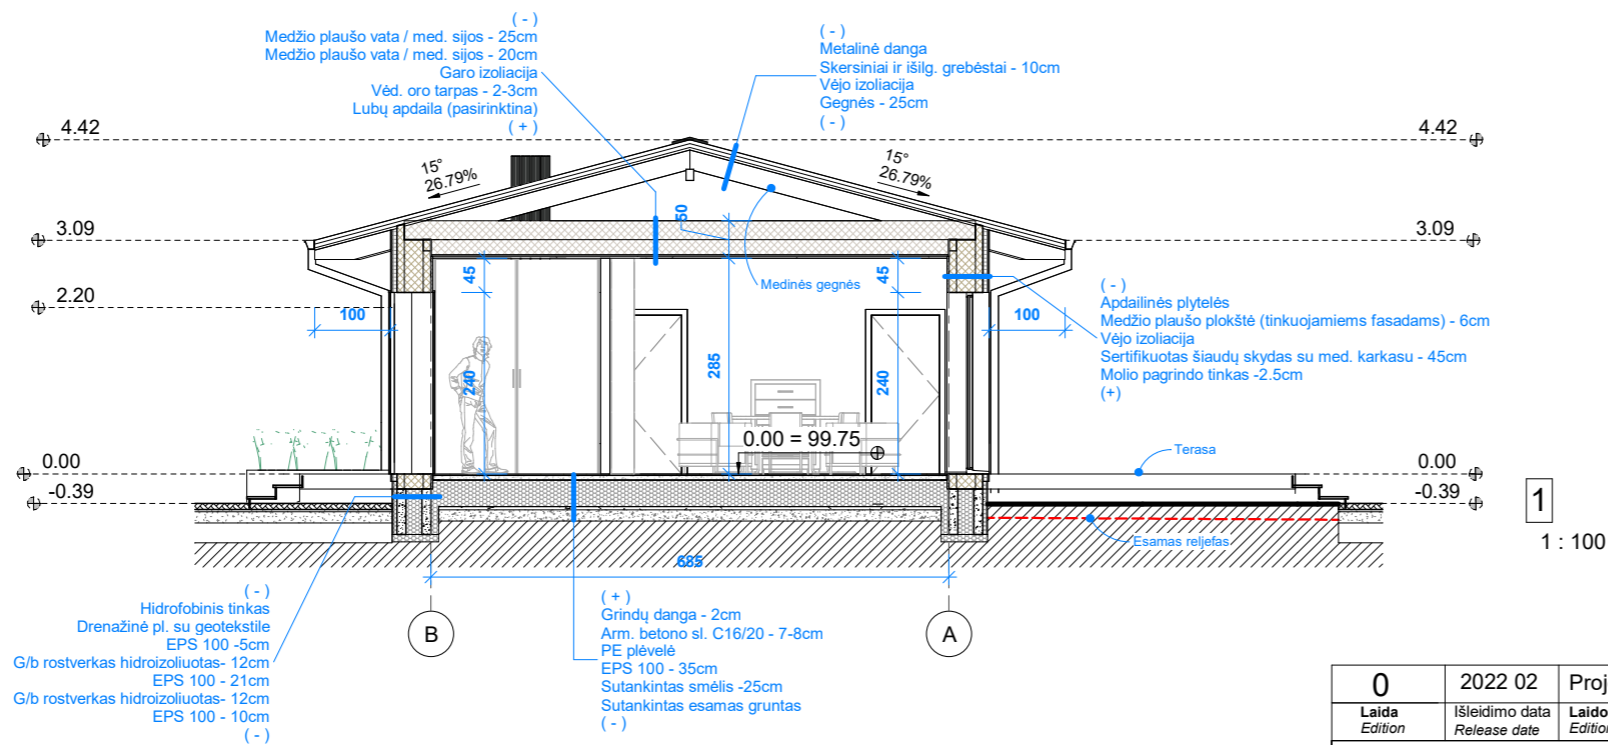 ( - )
Medžio plaušo vata / med. sijos - 25cm
Medžio plaušo vata / med. sijos - 20cm
Garo izoliacija
Vėd. oro tarpas - 2-3cm
Lubų apdaila (pasirinktina)
( + )
( - )
Metalinė danga
Skersiniai ir išilg. grebėstai - 10cm
Vėjo izoliacija
Gegnės - 25cm
( - )
4.42
4.42
15°
26.79%
15°
26.79%
50
3.09
3.09
45
45
Medinės gegnės
2.20
100
100
( - )
Apdailinės plytelės
Medžio plaušo plokštė (tinkuojamiems fasadams) - 6cm
Vėjo izoliacija
Sertifikuotas šiaudų skydas su med. karkasu - 45cm
Molio pagrindo tinkas -2.5cm
(+)
240
285
240
0.00 = 99.75
Terasa
0.00
0.00
-0.39
-0.39
Esamas reljefas
1
1 : 100
685
B
A
( - )
Hidrofobinis tinkas
Drenažinė pl. su geotekstile
EPS 100 -5cm
G/b rostverkas hidroizoliuotas- 12cm
EPS 100 - 21cm
G/b rostverkas hidroizoliuotas- 12cm
EPS 100 - 10cm
( - )
( + )
Grindų danga - 2cm
Arm. betono sl. C16/20 - 7-8cm
PE plėvelė
EPS 100 - 35cm
Sutankintas smėlis -25cm
Sutankintas esamas gruntas
( - )
0 2022 02 Proj
Laida Išleidimo data Laido
Edition Release date Edition